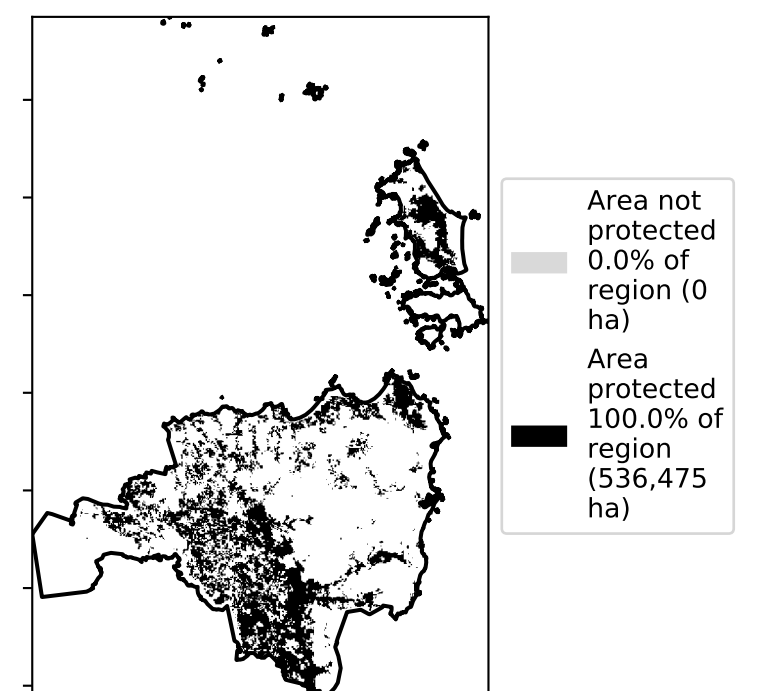 Area not
protected
0.0% of
region (0
ha)
Area
protected
100.0% of
region
(536,475
ha)